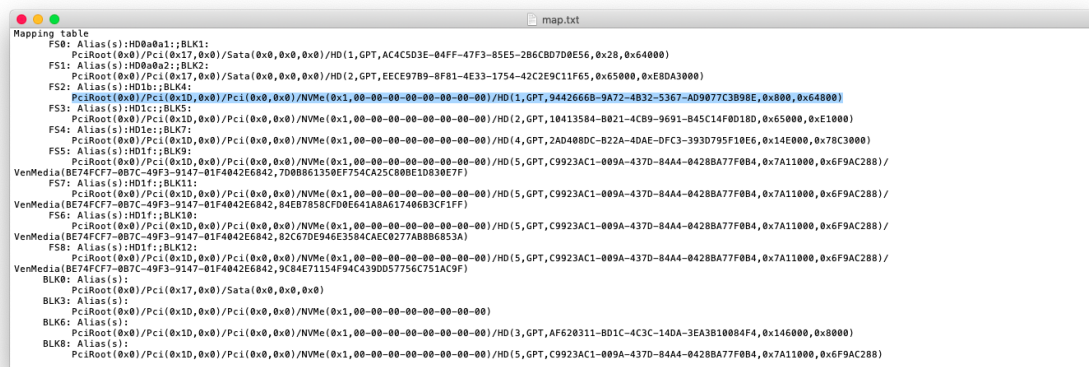 map.txt
Mapping table
FS0: Alias(s):HD0a0a1:;BLK1:
PciRoot(0x0)/Pci(0x17,0x0)/Sata(0x0,0x0,0x0)/HD(1,GPT,AC4C5D3E-04FF-47F3-85E5-2B6CBD7D0E56,0x28,0x64000)
FS1: Alias(s):HD0a0a2:;BLK2:
PciRoot(0x0)/Pci(0x17,0x0)/Sata(0x0,0x0,0x0)/HD(2,GPT,EECE97B9-8F81-4E33-1754-42C2E9C11F65,0x65000,0xE8DA3000)
FS2: Alias(s):HD1b:;BLK4:
PciRoot(0x0)/Pci(0x1D,0x0)/Pci(0x0,0x0)/NVMe(0x1,00-00-00-00-00-00-00-00)/HD(1,GPT,9442666B-9A72-4B32-5367-AD9077C3B98E,0x800,0x64800)
FS3: Alias(s):HD1c:;BLK5:
PciRoot(0x0)/Pci(0x1D,0x0)/Pci(0x0,0x0)/NVMe(0x1,00-00-00-00-00-00-00-00)/HD(2,GPT,10413584-B021-4CB9-9691-B45C14F0D18D,0x65000,0xE1000)
FS4: Alias(s):HD1e:;BLK7:
PciRoot(0x0)/Pci(0x1D,0x0)/Pci(0x0,0x0)/NVMe(0x1,00-00-00-00-00-00-00-00)/HD(4,GPT,2AD408DC-B22A-4DAE-DFC3-393D795F10E6,0x14E000,0x78C3000)
FS5: Alias(s):HD1f:;BLK9:
PciRoot(0x0)/Pci(0x1D,0x0)/Pci(0x0,0x0)/NVMe(0x1,00-00-00-00-00-00-00-00)/HD(5,GPT,C9923AC1-009A-437D-84A4-0428BA77F0B4,0x7A11000,0x6F9AC288)/
VenMedia(BE74FCF7-0B7C-49F3-9147-01F4042E6842,7D0B861350EF754CA25C80BE1D830E7F)
FS7: Alias(s):HD1f:;BLK11:
PciRoot(0x0)/Pci(0x1D,0x0)/Pci(0x0,0x0)/NVMe(0x1,00-00-00-00-00-00-00-00)/HD(5,GPT,C9923AC1-009A-437D-84A4-0428BA77F0B4,0x7A11000,0x6F9AC288)/
VenMedia(BE74FCF7-0B7C-49F3-9147-01F4042E6842,84EB7858CFD0E641A8A617406B3CF1FF)
FS6: Alias(s):HD1f:;BLK10:
PciRoot(0x0)/Pci(0x1D,0x0)/Pci(0x0,0x0)/NVMe(0x1,00-00-00-00-00-00-00-00)/HD(5,GPT,C9923AC1-009A-437D-84A4-0428BA77F0B4,0x7A11000,0x6F9AC288)/
VenMedia(BE74FCF7-0B7C-49F3-9147-01F4042E6842,82C67DE946E3584CAEC0277AB8B6853A)
FS8: Alias(s):HD1f:;BLK12:
PciRoot(0x0)/Pci(0x1D,0x0)/Pci(0x0,0x0)/NVMe(0x1,00-00-00-00-00-00-00-00)/HD(5,GPT,C9923AC1-009A-437D-84A4-0428BA77F0B4,0x7A11000,0x6F9AC288)/
VenMedia(BE74FCF7-0B7C-49F3-9147-01F4042E6842,9C84E71154F94C439DD57756C751AC9F)
BLK0: Alias(s):
PciRoot(0x0)/Pci(0x17,0x0)/Sata(0x0,0x0,0x0)
BLK3: Alias(s):
PciRoot(0x0)/Pci(0x1D,0x0)/Pci(0x0,0x0)/NVMe(0x1,00-00-00-00-00-00-00-00)
BLK6: Alias(s):
PciRoot(0x0)/Pci(0x1D,0x0)/Pci(0x0,0x0)/NVMe(0x1,00-00-00-00-00-00-00-00)/HD(3,GPT,AF620311-BD1C-4C3C-14DA-3EA3B10084F4,0x146000,0x8000)
BLK8: Alias(s):
PciRoot(0x0)/Pci(0x1D,0x0)/Pci(0x0,0x0)/NVMe(0x1,00-00-00-00-00-00-00-00)/HD(5,GPT,C9923AC1-009A-437D-84A4-0428BA77F0B4,0x7A11000,0x6F9AC288)